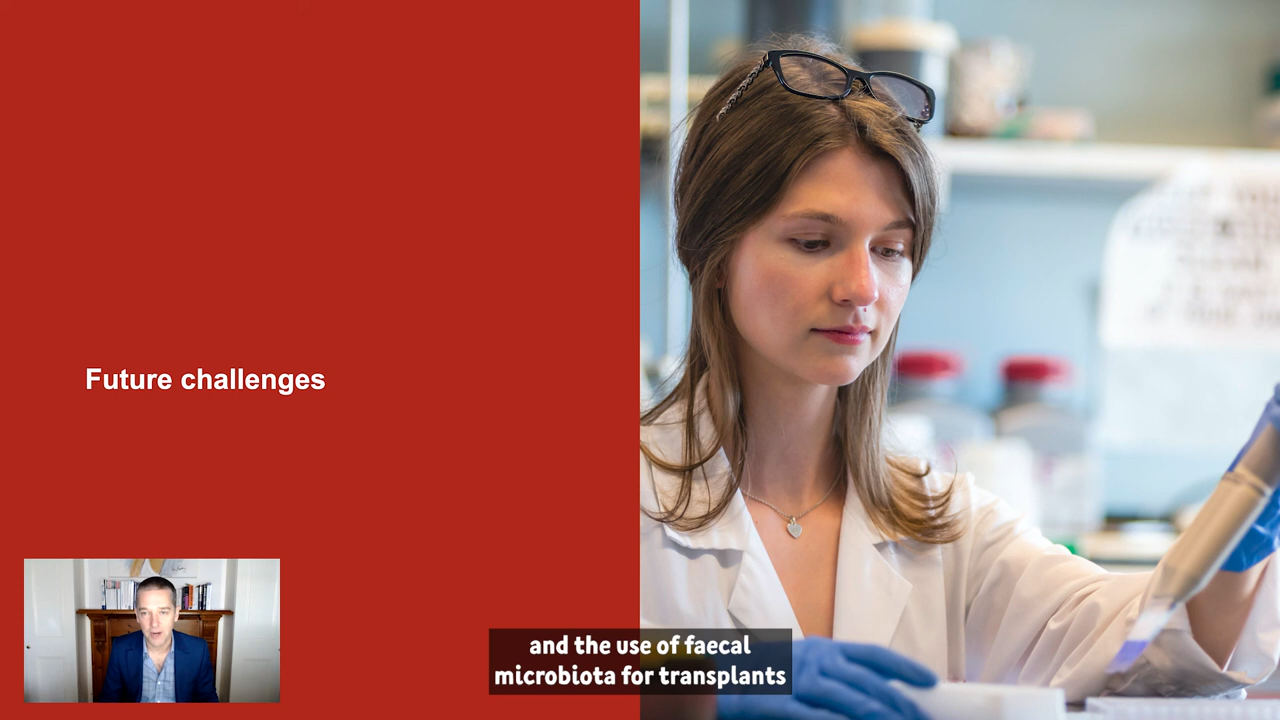 Future challenges
and the use of faecal
microbiota for transplants